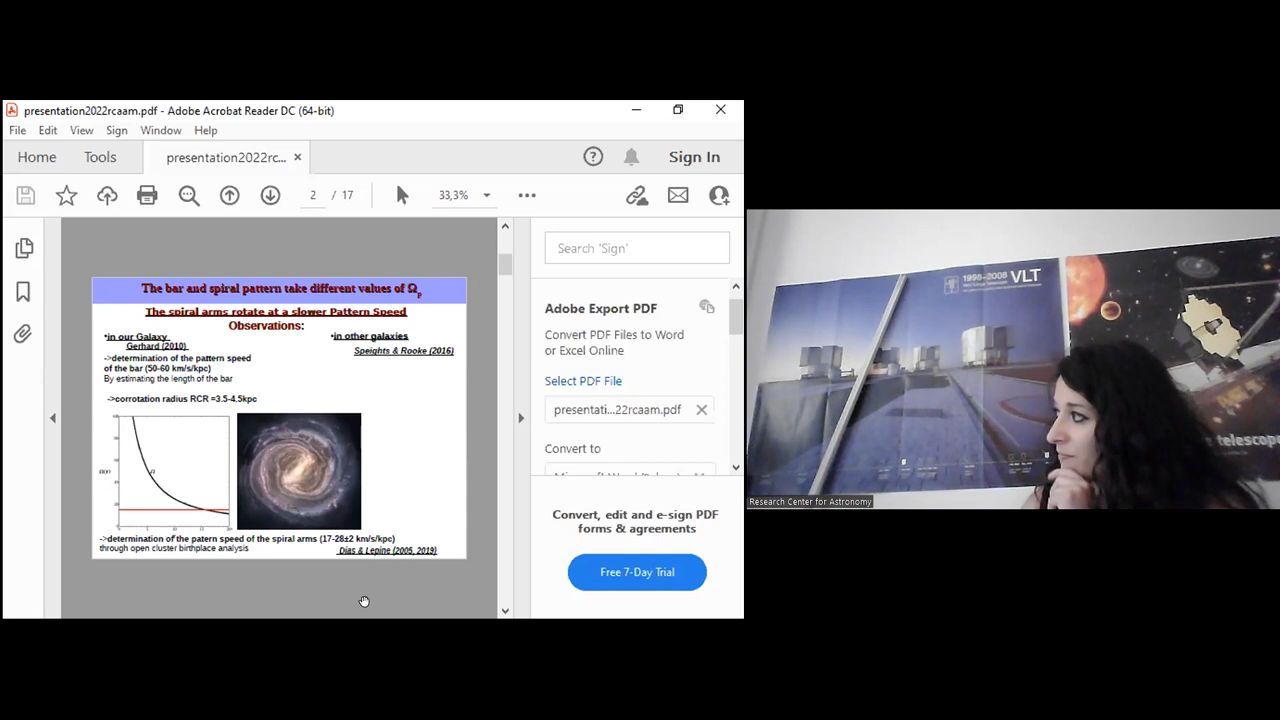 presentation2022rcaam.pdf - Adobe Acrobat Reader DC (64-bit)
File Edit View Sign Window Help
Home Tools presentation2022rc... Sign In
2 / 17 33,3%
The bar and spiral pattern take different values of Ωp
The spiral arms rotate at a slower Pattern Speed
Observations:
•in our Galaxy
Gerhard (2010)
•in other galaxies
Speights & Rooke (2016)
->determination of the pattern speed
of the bar (50-60 km/s/kpc)
By estimating the length of the bar
->corrotation radius RCR =3.5-4.5kpc
->determination of the patern speed of the spiral arms (17-28±2 km/s/kpc)
through open cluster birthplace analysis
Dias & Lepine (2005, 2019)
Search 'Sign'
Adobe Export PDF
Convert PDF Files to Word
or Excel Online
Select PDF File
presentati...22rcaam.pdf
Convert to
Convert, edit and e-sign PDF
forms & agreements
Free 7-Day Trial
VLT
telescope
Research Center for Astronomy